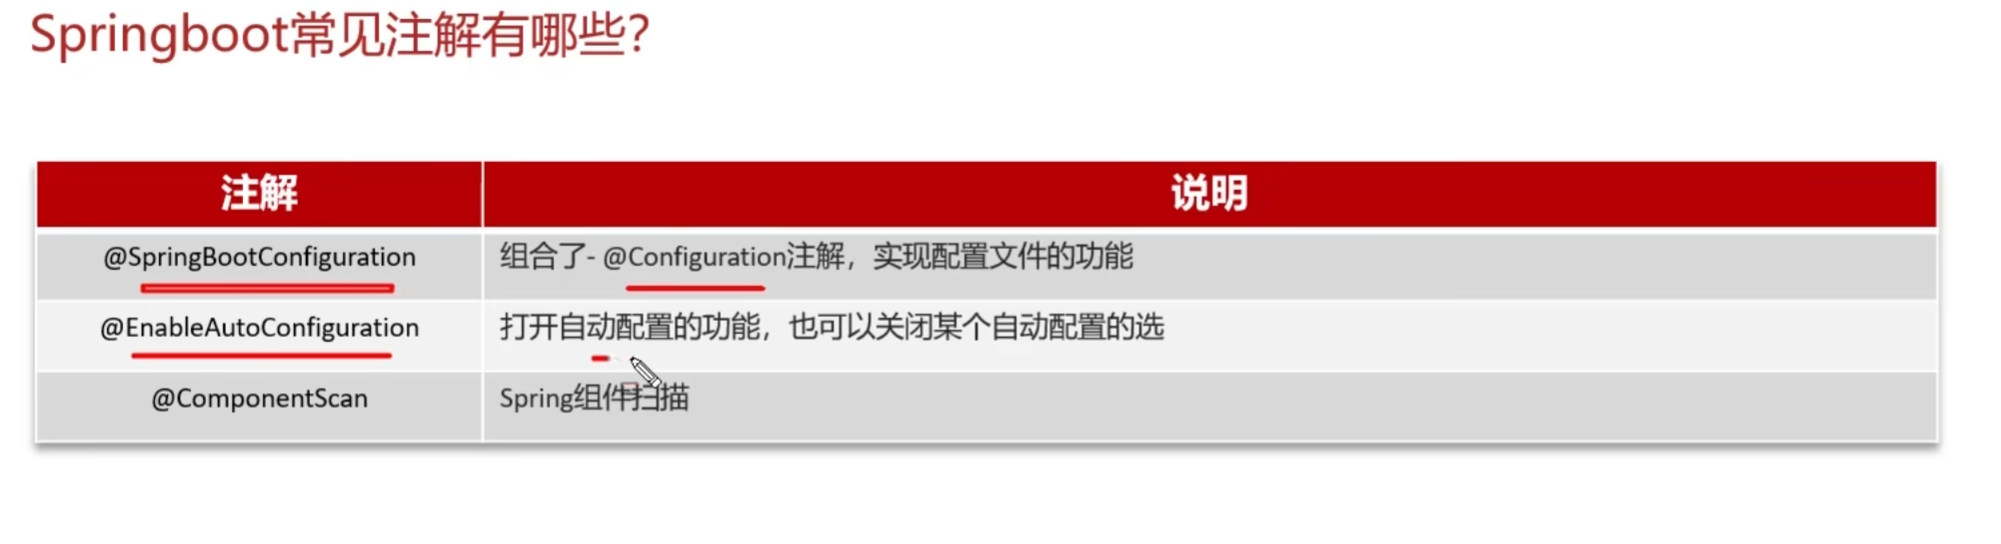 Springboot常见注解有哪些?
注解 说明
@SpringBootConfiguration 组合了- @Configuration注解，实现配置文件的功能
@EnableAutoConfiguration 打开自动配置的功能，也可以关闭某个自动配置的选
@ComponentScan Spring组件扫描